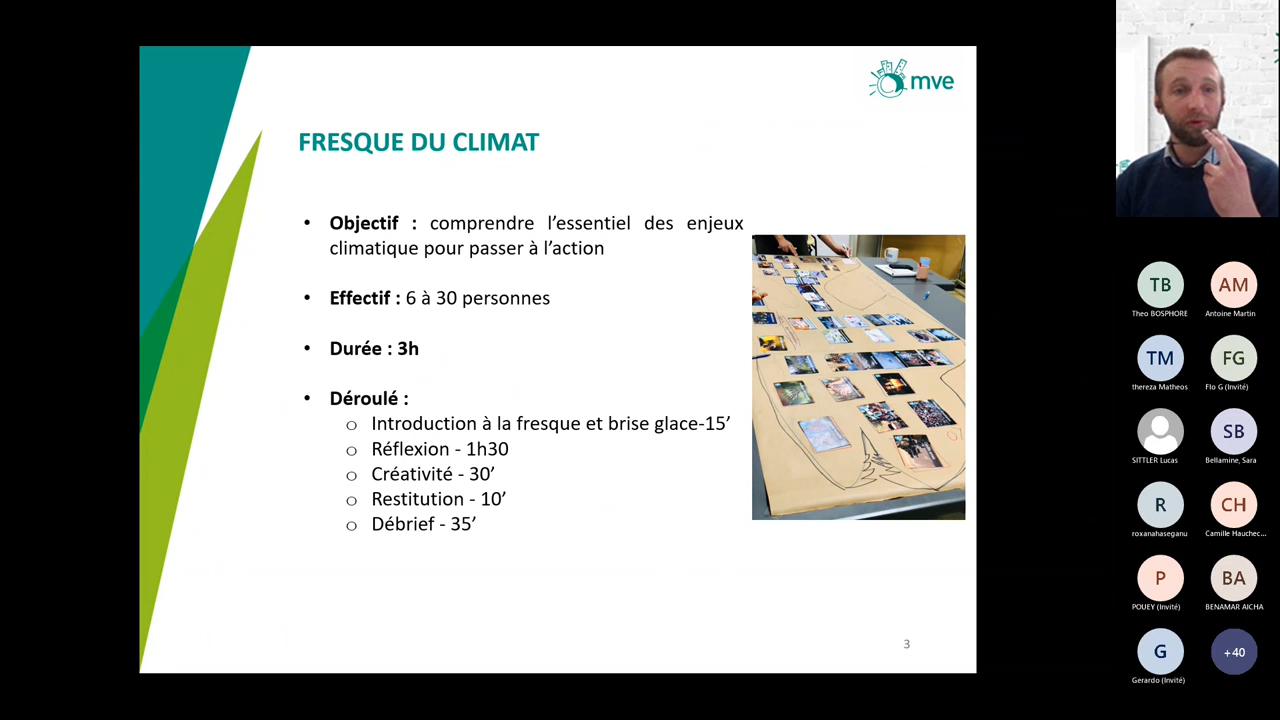 mve
FRESQUE DU CLIMAT
• Objectif : comprendre l’essentiel des enjeux
climatique pour passer à l’action
• Effectif : 6 à 30 personnes
• Durée : 3h
• Déroulé :
o Introduction à la fresque et brise glace-15’
o Réflexion - 1h30
o Créativité - 30’
o Restitution - 10’
o Débrief - 35’
3
TB
AM
Theo BOSPHORE
Antoine Martin
TM
FG
thereza Matheos
Flo G (Invité)
SB
SITTLER Lucas
Bellamine, Sara
R
CH
roxanahaseganu
Camille Hauchec...
P
BA
POUEY (Invité)
BENAMAR AICHA
G
+40
Gerardo (Invité)